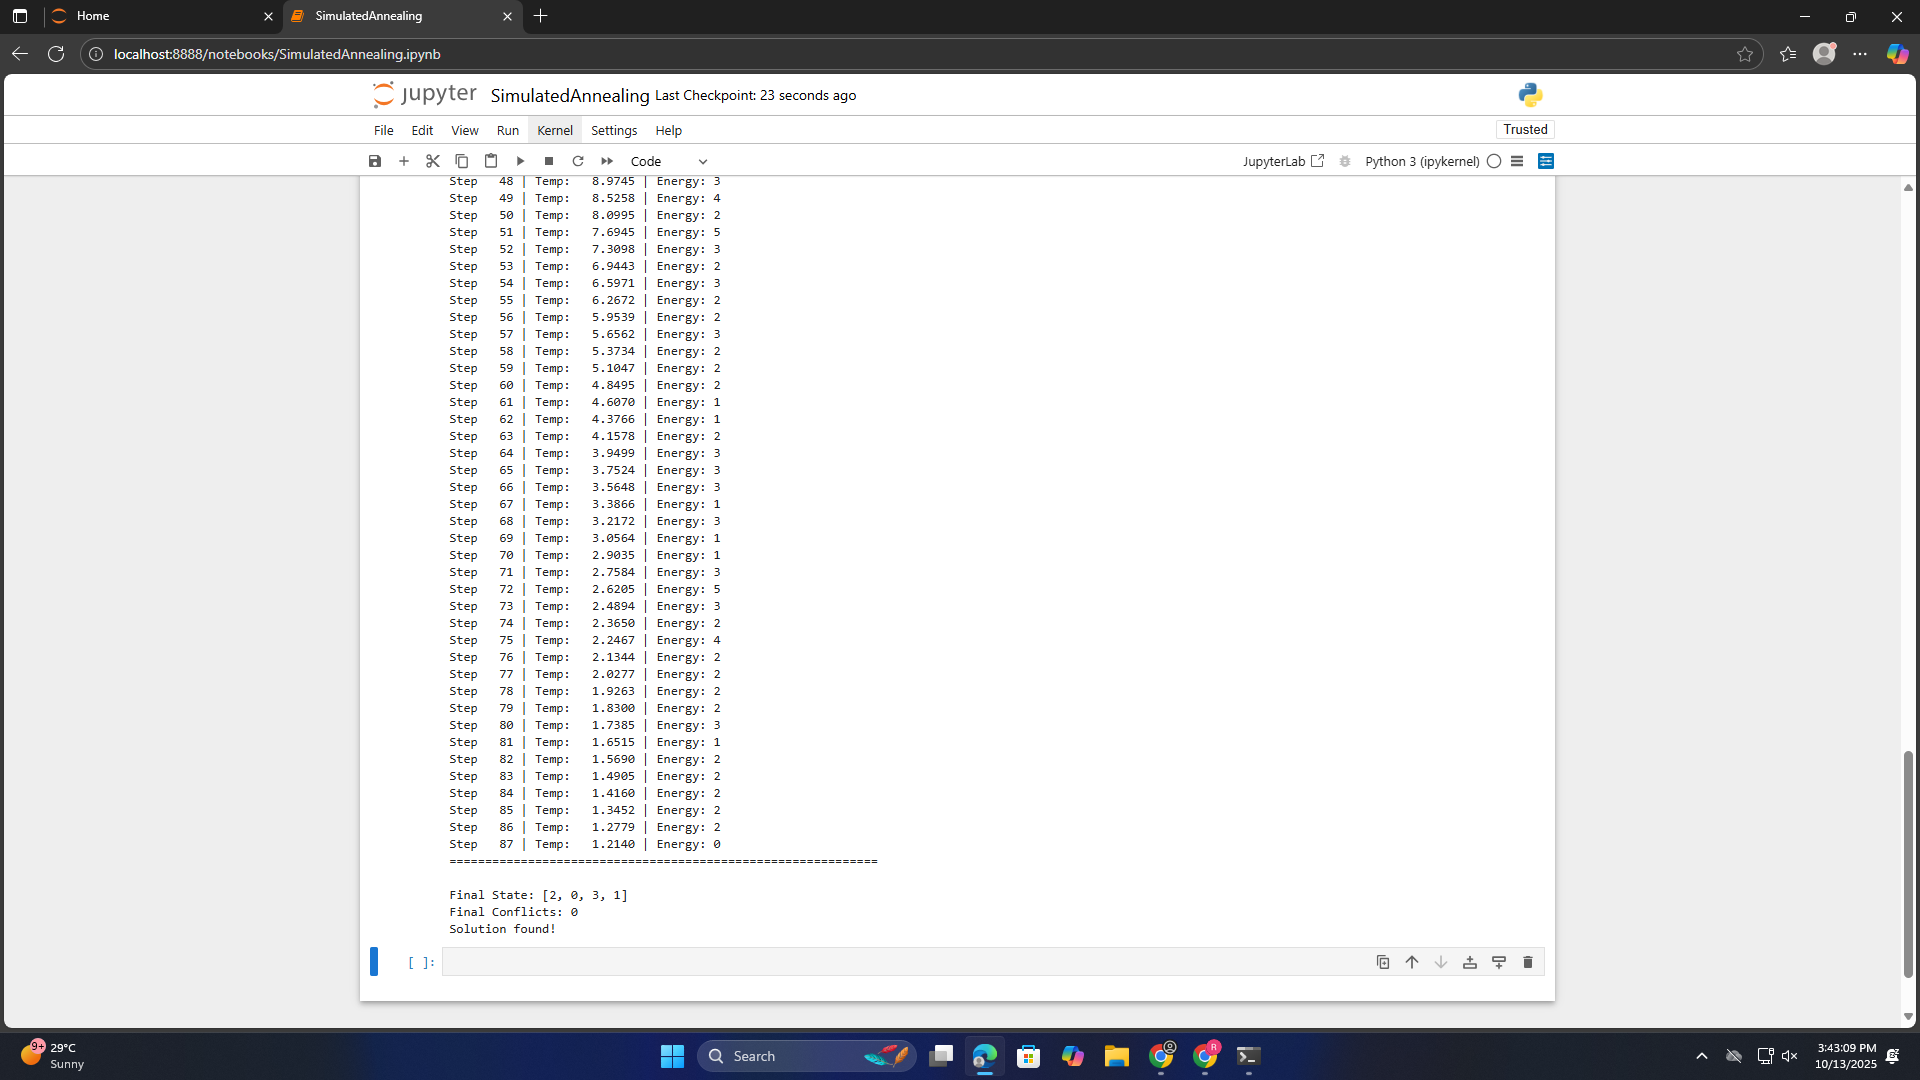 Home
SimulatedAnnealing
localhost:8888/notebooks/SimulatedAnnealing.ipynb
jupyter SimulatedAnnealing Last Checkpoint: 23 seconds ago
File Edit View Run Kernel Settings Help Trusted
Code JupyterLab Python 3 (ipykernel)
Step 48 | Temp: 8.9745 | Energy: 3
Step 49 | Temp: 8.5258 | Energy: 4
Step 50 | Temp: 8.0995 | Energy: 2
Step 51 | Temp: 7.6945 | Energy: 5
Step 52 | Temp: 7.3098 | Energy: 3
Step 53 | Temp: 6.9443 | Energy: 2
Step 54 | Temp: 6.5971 | Energy: 3
Step 55 | Temp: 6.2672 | Energy: 2
Step 56 | Temp: 5.9539 | Energy: 2
Step 57 | Temp: 5.6562 | Energy: 3
Step 58 | Temp: 5.3734 | Energy: 2
Step 59 | Temp: 5.1047 | Energy: 2
Step 60 | Temp: 4.8495 | Energy: 2
Step 61 | Temp: 4.6070 | Energy: 1
Step 62 | Temp: 4.3766 | Energy: 1
Step 63 | Temp: 4.1578 | Energy: 2
Step 64 | Temp: 3.9499 | Energy: 3
Step 65 | Temp: 3.7524 | Energy: 3
Step 66 | Temp: 3.5648 | Energy: 3
Step 67 | Temp: 3.3866 | Energy: 1
Step 68 | Temp: 3.2172 | Energy: 3
Step 69 | Temp: 3.0564 | Energy: 1
Step 70 | Temp: 2.9035 | Energy: 1
Step 71 | Temp: 2.7584 | Energy: 3
Step 72 | Temp: 2.6205 | Energy: 5
Step 73 | Temp: 2.4894 | Energy: 3
Step 74 | Temp: 2.3650 | Energy: 2
Step 75 | Temp: 2.2467 | Energy: 4
Step 76 | Temp: 2.1344 | Energy: 2
Step 77 | Temp: 2.0277 | Energy: 2
Step 78 | Temp: 1.9263 | Energy: 2
Step 79 | Temp: 1.8300 | Energy: 2
Step 80 | Temp: 1.7385 | Energy: 3
Step 81 | Temp: 1.6515 | Energy: 1
Step 82 | Temp: 1.5690 | Energy: 2
Step 83 | Temp: 1.4905 | Energy: 2
Step 84 | Temp: 1.4160 | Energy: 2
Step 85 | Temp: 1.3452 | Energy: 2
Step 86 | Temp: 1.2779 | Energy: 2
Step 87 | Temp: 1.2140 | Energy: 0
============================================================
Final State: [2, 0, 3, 1]
Final Conflicts: 0
Solution found!
[ ]:
9+
29°C
Sunny
Search
R
3:43:09 PM
10/13/2025